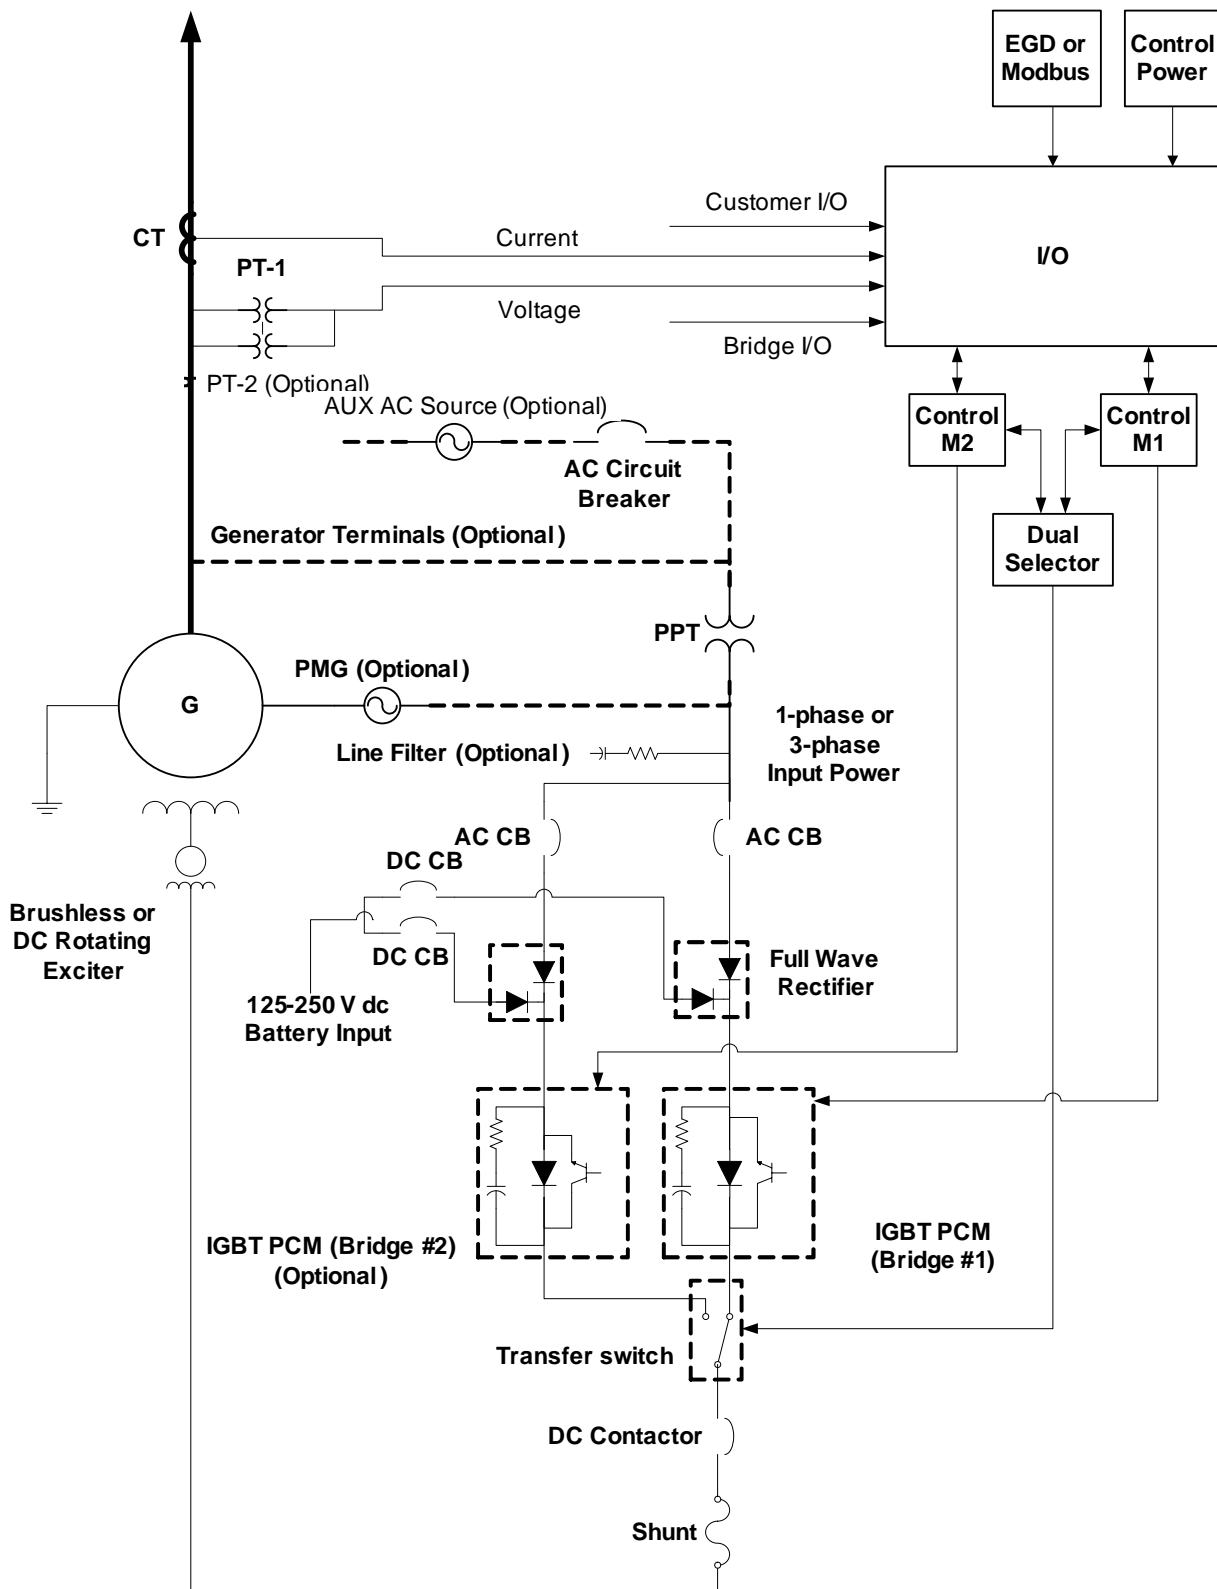 EGD or
Modbus
Control
Power
Customer I/O
CT
Current
I/O
PT-1
Voltage
Bridge I/O
PT-2 (Optional)
AUX AC Source (Optional)
Control
M2
Control
M1
AC Circuit
Breaker
Generator Terminals (Optional)
Dual
Selector
PPT
PMG (Optional)
G
1-phase or
3-phase
Input Power
Line Filter (Optional)
AC CB
AC CB
DC CB
Brushless or
DC Rotating
Exciter
DC CB
Full Wave
Rectifier
125-250 V dc
Battery Input
IGBT PCM (Bridge #2)
(Optional)
IGBT PCM
(Bridge #1)
Transfer switch
DC Contactor
Shunt